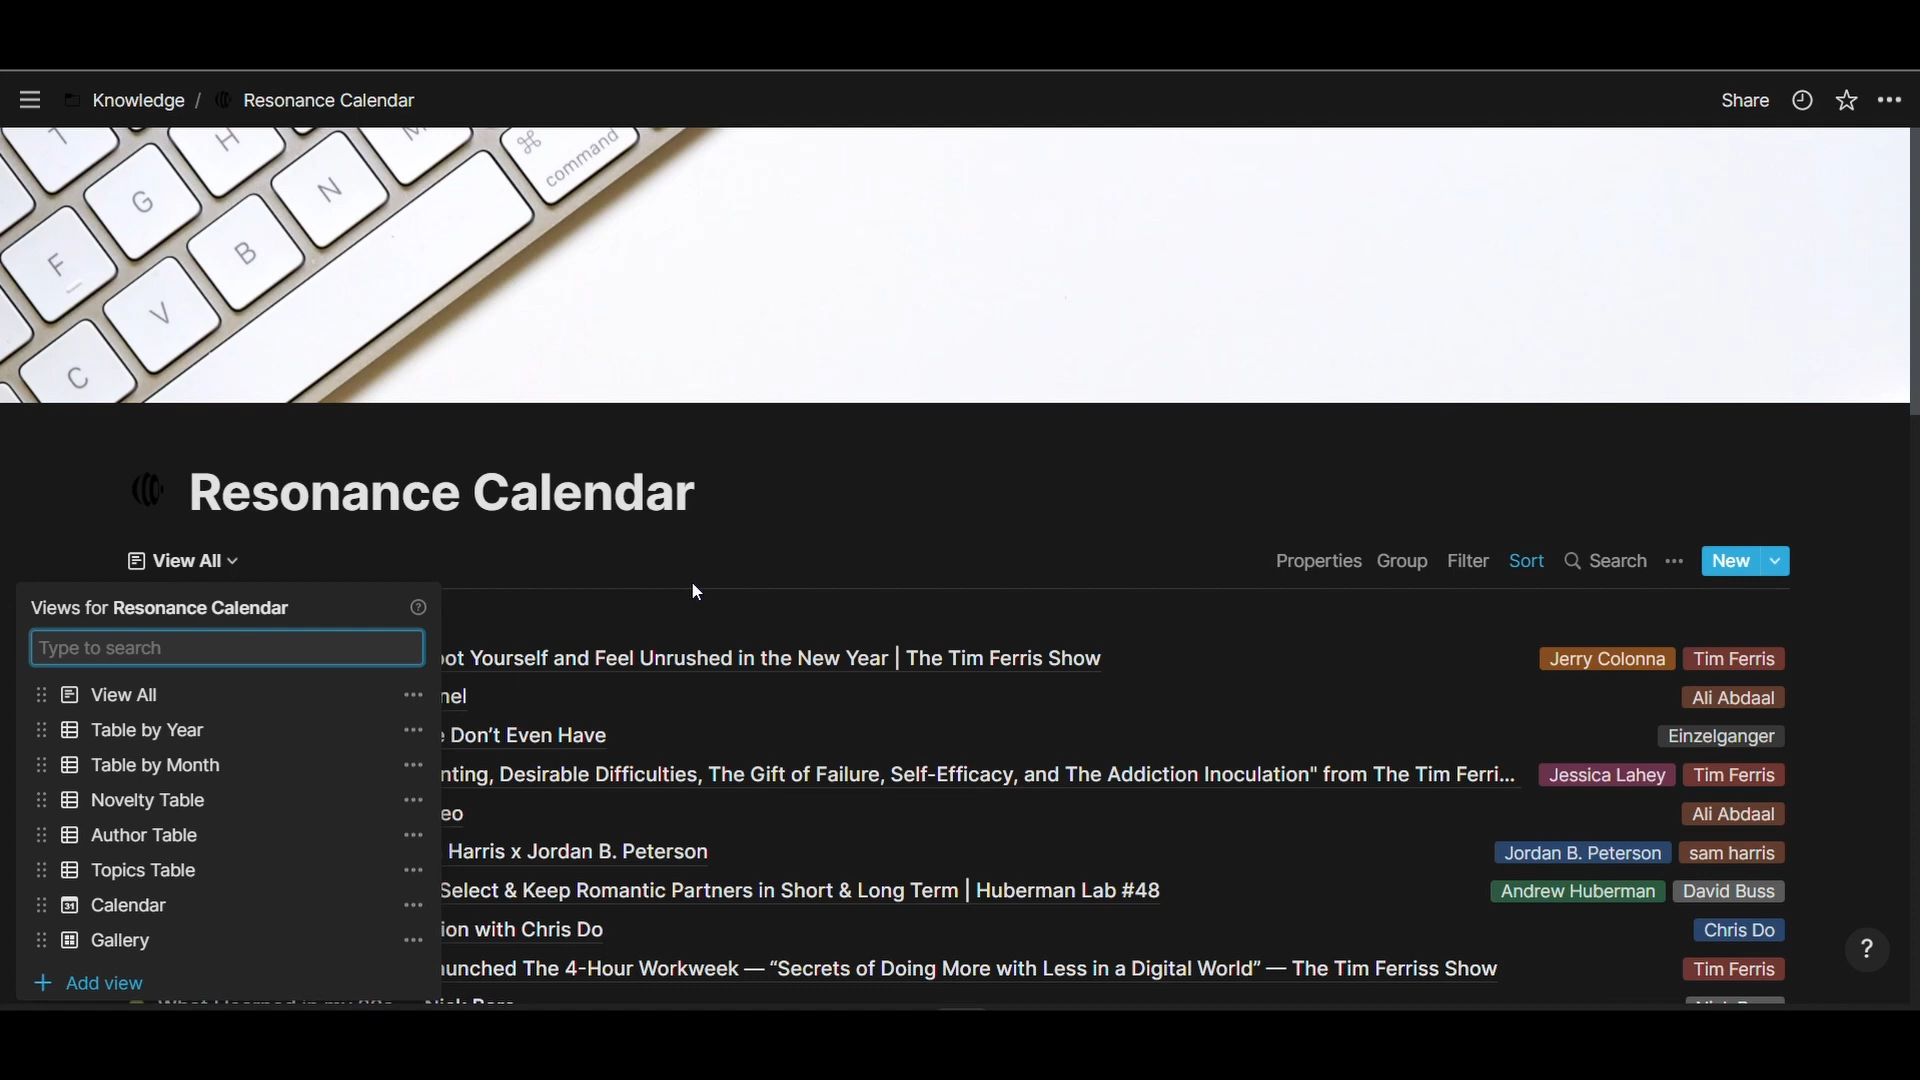 Knowledge / Resonance Calendar
Share
T H M ⌘ command
G N
F B
V
C
Resonance Calendar
View All
Properties Group Filter Sort Search New
Views for Resonance Calendar
Type to search
View All
Table by Year
Table by Month
Novelty Table
Author Table
Topics Table
31 Calendar
Gallery
+ Add view
oot Yourself and Feel Unrushed in the New Year | The Tim Ferris Show Jerry Colonna Tim Ferris
nel Ali Abdaal
e Don't Even Have Einzelganger
nting, Desirable Difficulties, The Gift of Failure, Self-Efficacy, and The Addiction Inoculation" from The Tim Ferri... Jessica Lahey Tim Ferris
eo Ali Abdaal
Harris x Jordan B. Peterson Jordan B. Peterson sam harris
Select & Keep Romantic Partners in Short & Long Term | Huberman Lab #48 Andrew Huberman David Buss
ion with Chris Do Chris Do
aunched The 4-Hour Workweek — “Secrets of Doing More with Less in a Digital World” — The Tim Ferriss Show Tim Ferris
?